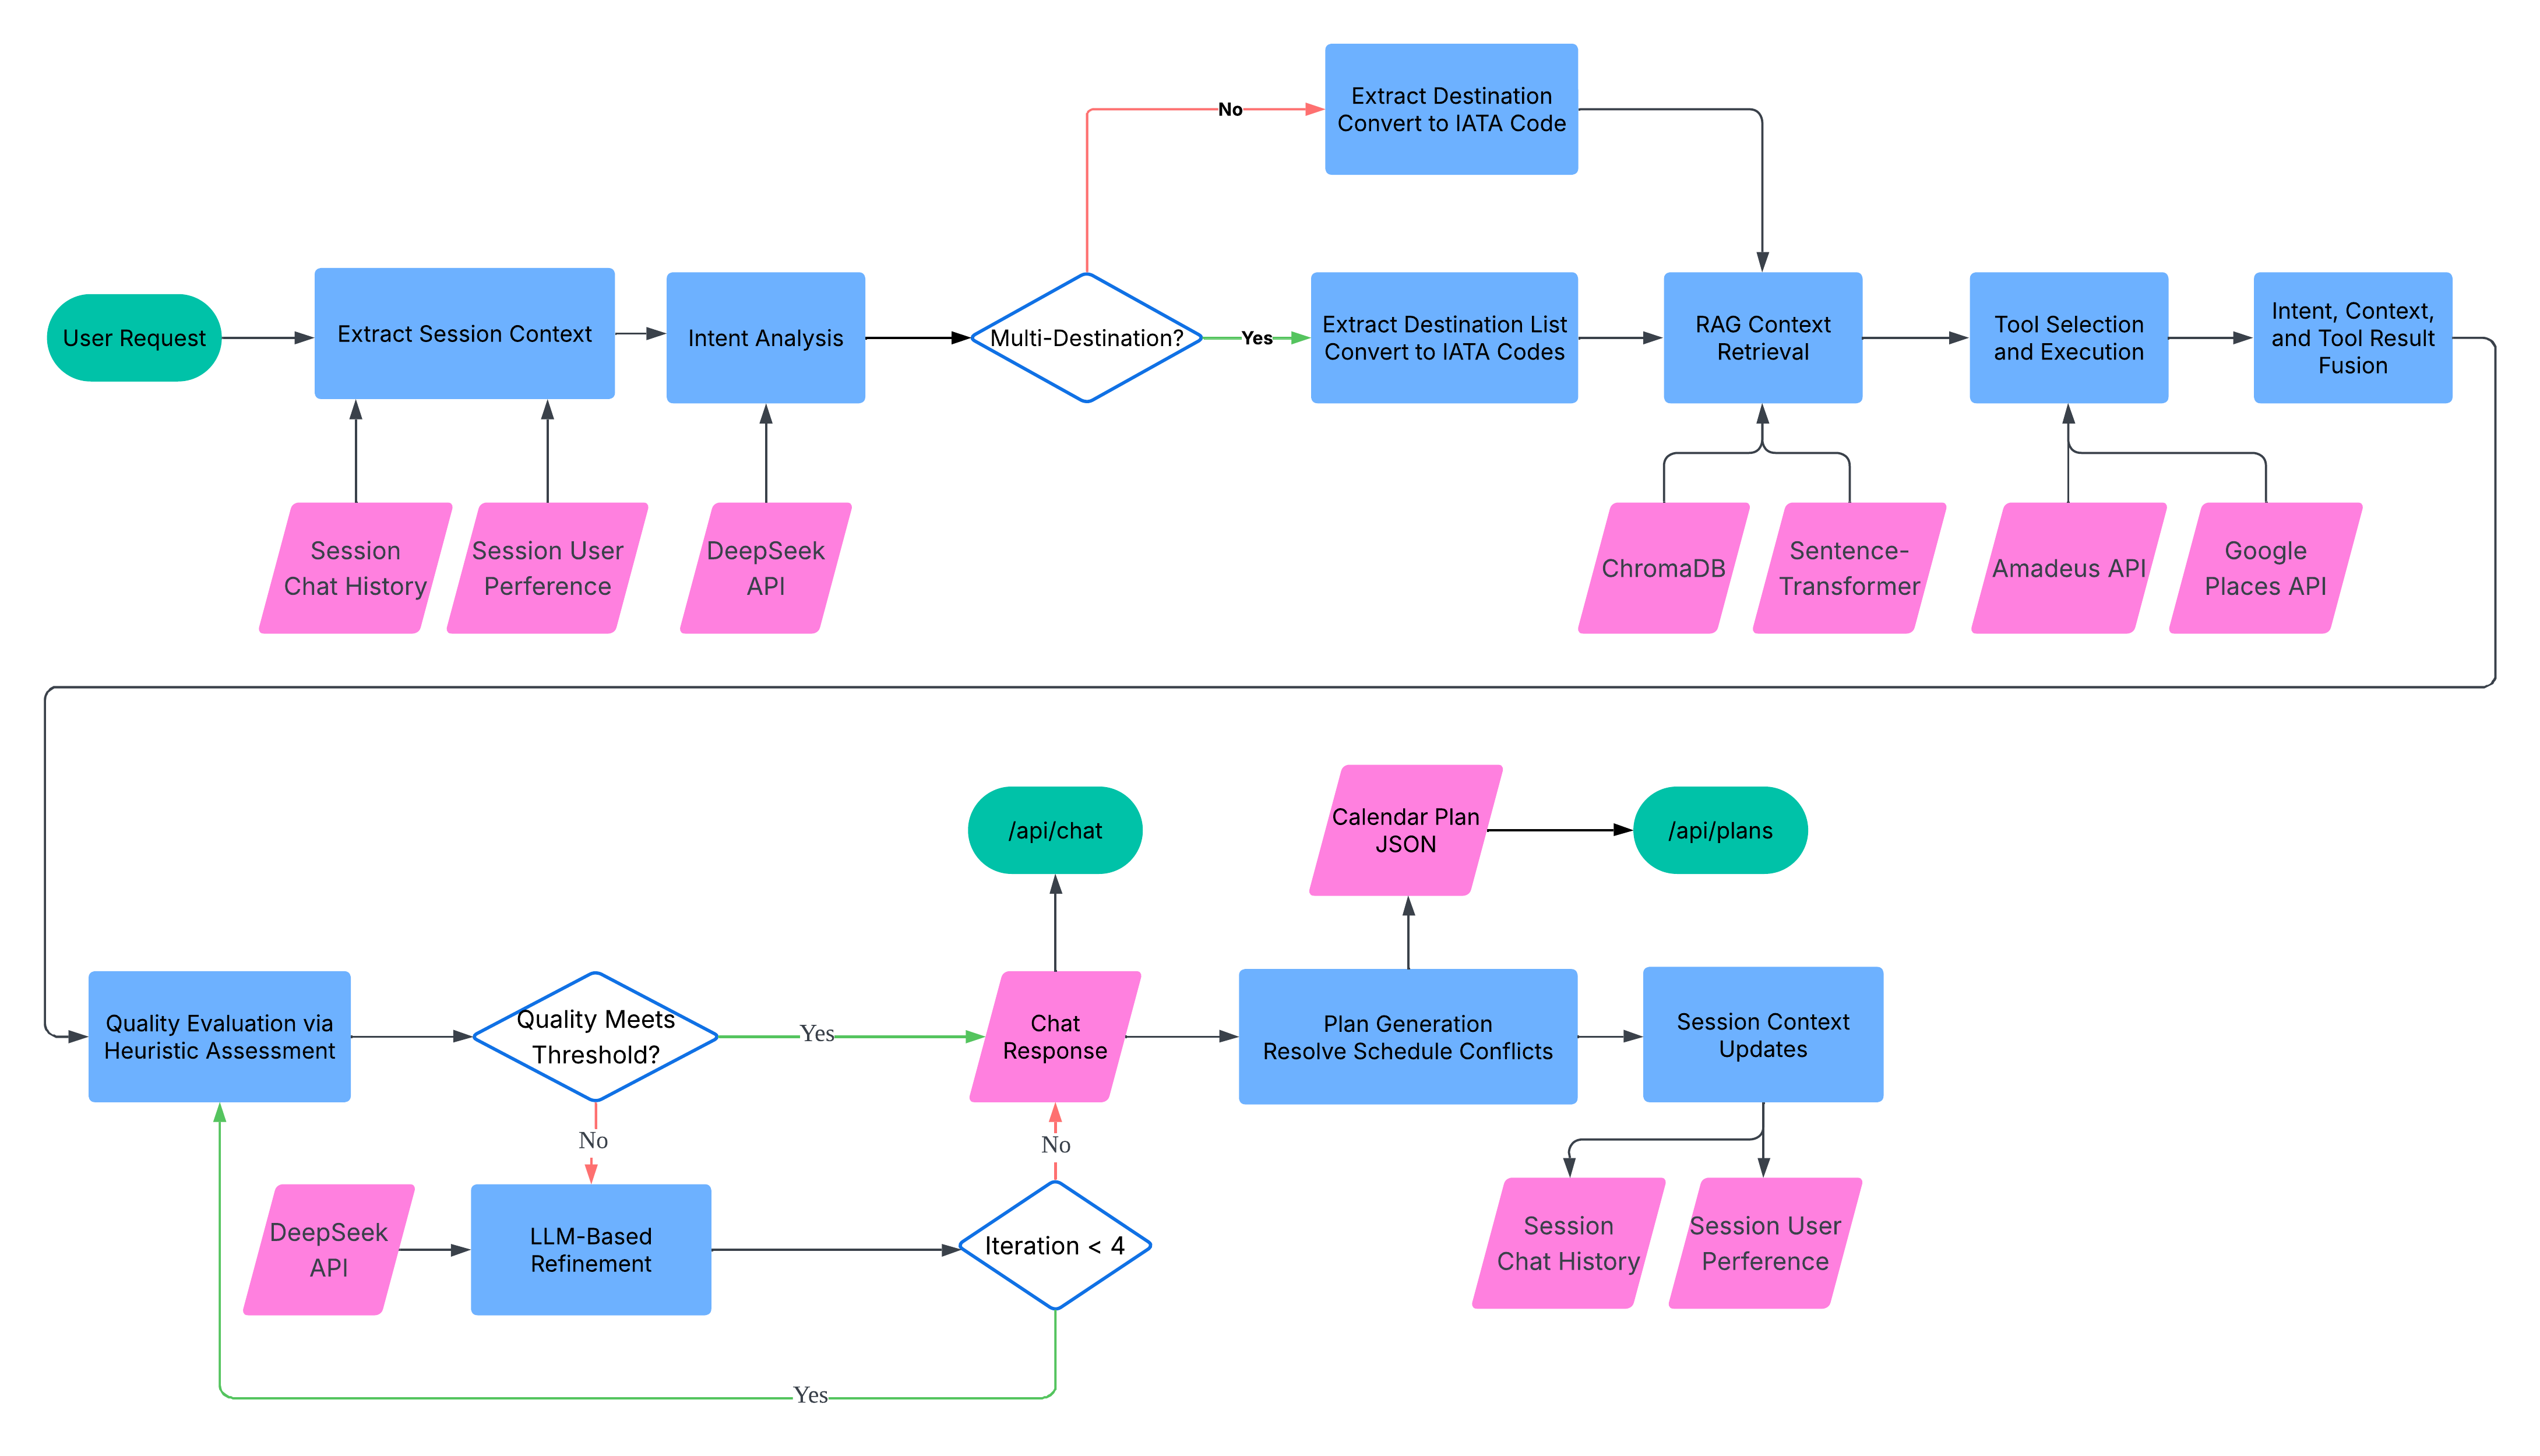 Extract Destination
Convert to IATA Code
No
User Request
Extract Session Context
Intent Analysis
Multi-Destination?
Yes
Extract Destination List
Convert to IATA Codes
RAG Context
Retrieval
Tool Selection
and Execution
Intent, Context,
and Tool Result
Fusion
Session
Chat History
Session User
Perference
DeepSeek
API
ChromaDB
Sentence-
Transformer
Amadeus API
Google
Places API
/api/chat
Calendar Plan
JSON
/api/plans
Quality Evaluation via
Heuristic Assessment
Quality Meets
Threshold?
Yes
Chat
Response
Plan Generation
Resolve Schedule Conflicts
Session Context
Updates
No
No
DeepSeek
API
LLM-Based
Refinement
Iteration < 4
Session
Chat History
Session User
Perference
Yes